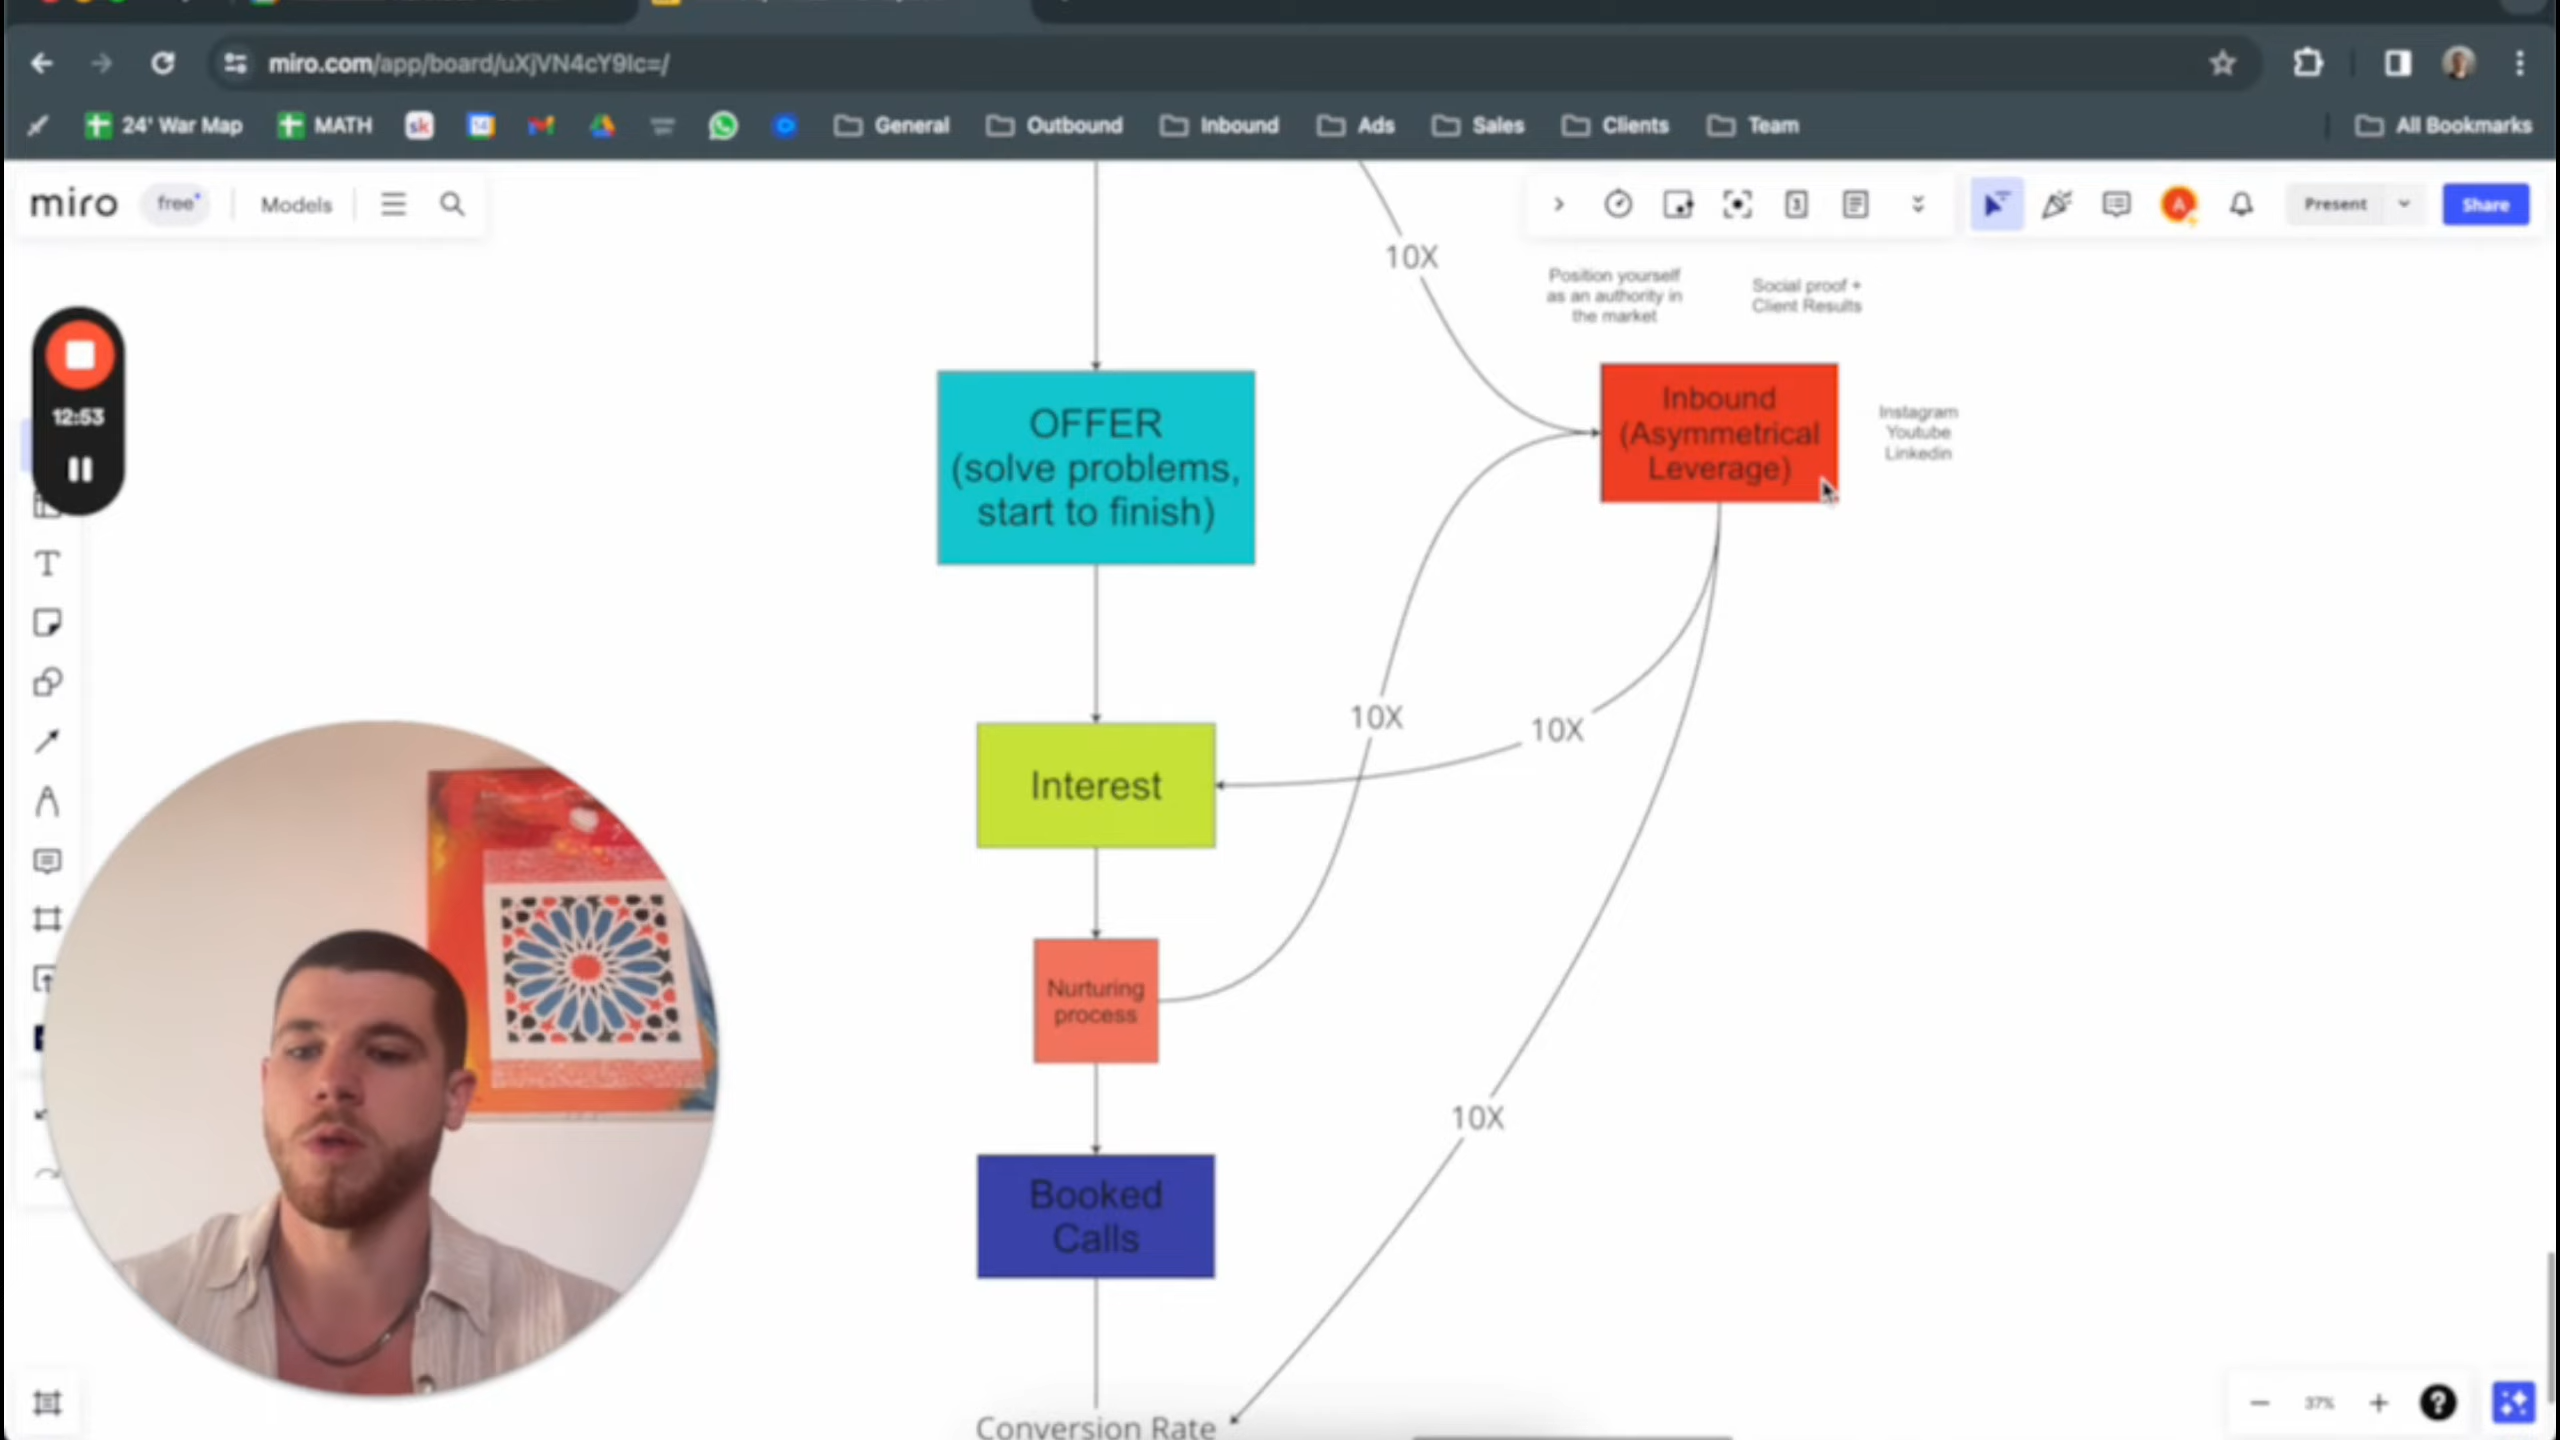 miro.com/app/board/uXjVN4cY9Ic=/
24' War Map
MATH
sk
General
Outbound
Inbound
Ads
Sales
Clients
Team
All Bookmarks
miro
free
Models
A
Present
Share
12:53
10X
Position yourself
as an authority in
the market
Social proof +
Client Results
OFFER
(solve problems,
start to finish)
Inbound
(Asymmetrical
Leverage)
Instagram
Youtube
Linkedin
10X
10X
Interest
Nurturing
process
10X
Booked
Calls
Conversion Rate
37%